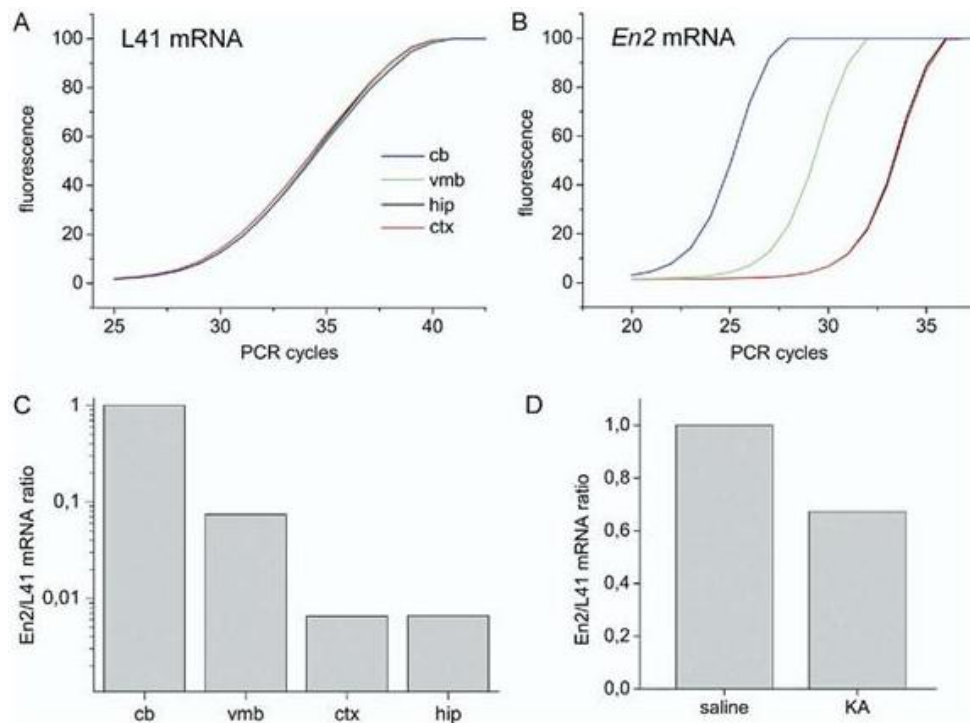 A
L41 mRNA
100
80
60
40
20
0
fluorescence
25
30
35
40
PCR cycles
cb
vmb
hip
ctx
B
En2 mRNA
100
80
60
40
20
0
fluorescence
20
25
30
35
PCR cycles
C
1
0,1
0,01
En2/L41 mRNA ratio
cb
vmb
ctx
hip
D
1,0
0,8
0,6
0,4
0,2
0,0
En2/L41 mRNA ratio
saline
KA